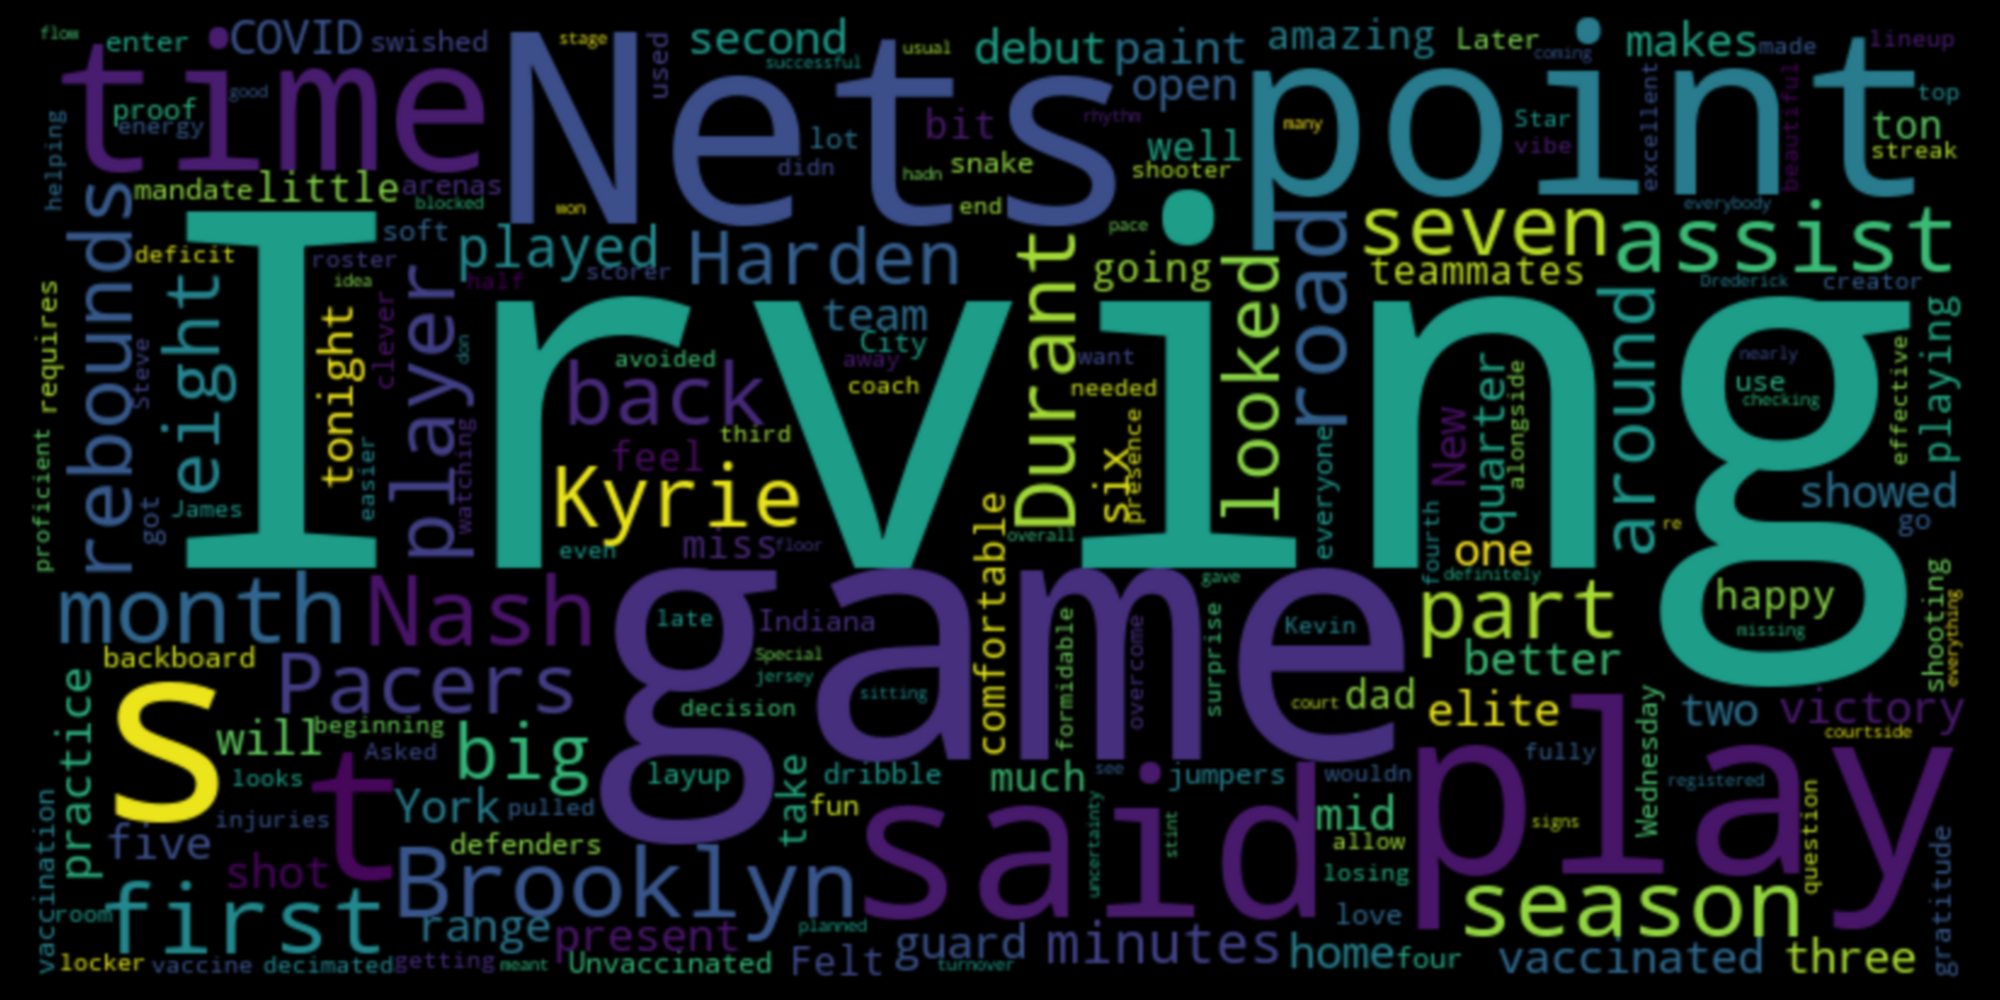 flow
enter
COVID
swished
stage
used
second
successful
usual
debut
paint
amazing
Later
coming
makes
made
lineup
time
Nets
point
proof
good
energy
helping
open
lot
bit
rhythm
many
Star
vibe
excellent
beautiful
top
ton
streak
didn
hadn
snake
well
shooter
mandate
little
arenas
blocked
won
end
pace
everybody
rebounds
deficit
soft
roster
played
half
scorer
Harden
Durant
going
looked
road
seven
teammates
assist
Drederick
creator
eight
idea
player
tonight
clever
don
team
City
away
coach
want
needed
around
playing
requires
Steve
Irving
avoided
back
third
feel
Kyrie
six
presence
New
quarter
alongside
nearly
use
checking
effective
proficient
James
got
easier
watching
even
miss
floor
comfortable
overall
everyone
fourth
one
definitely
re
showed
go
month
Nash
game
late
Indiana
gave
Kevin
part
happy
missing
shooting
everything
backboard
Pacers
Special
jersey
sitting
formidable
overcome
surprise
better
practice
s
will
beginning
Asked
looks
big
decision
court
dad
elite
Wednesday
two
victory
courtside
t
York
pulled
layup
take
dribble
fun
much
see
jumpers
wouldn
fully
registered
play
injuries
five
defenders
said
uncertainty
stint
mid
allow
signs
question
vaccination
shot
Brooklyn
losing
season
gratitude
room
first
range
present
planned
love
locker
vaccine
decimated
getting
meant
Unvaccinated
Felt
guard
turnover
minutes
home
four
vaccinated
three